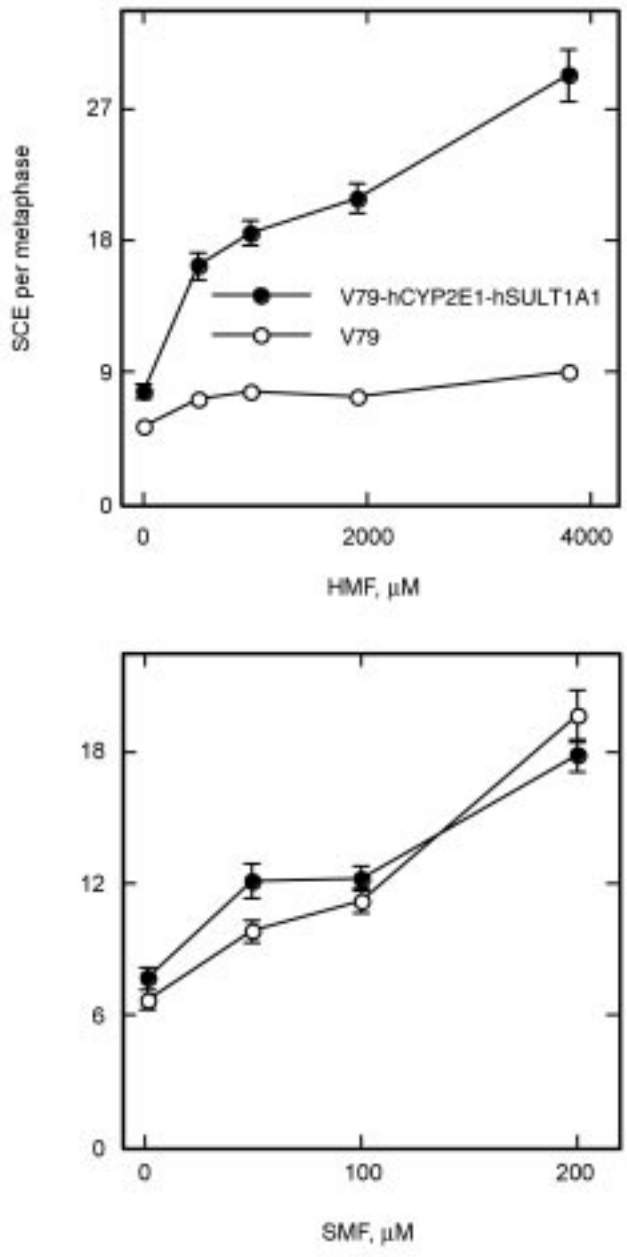 SCE per metaphase
27
18
9
0
V79-hCYP2E1-hSULT1A1
V79
0 2000 4000
HMF, μM
18
12
6
0
0 100 200
SMF, μM